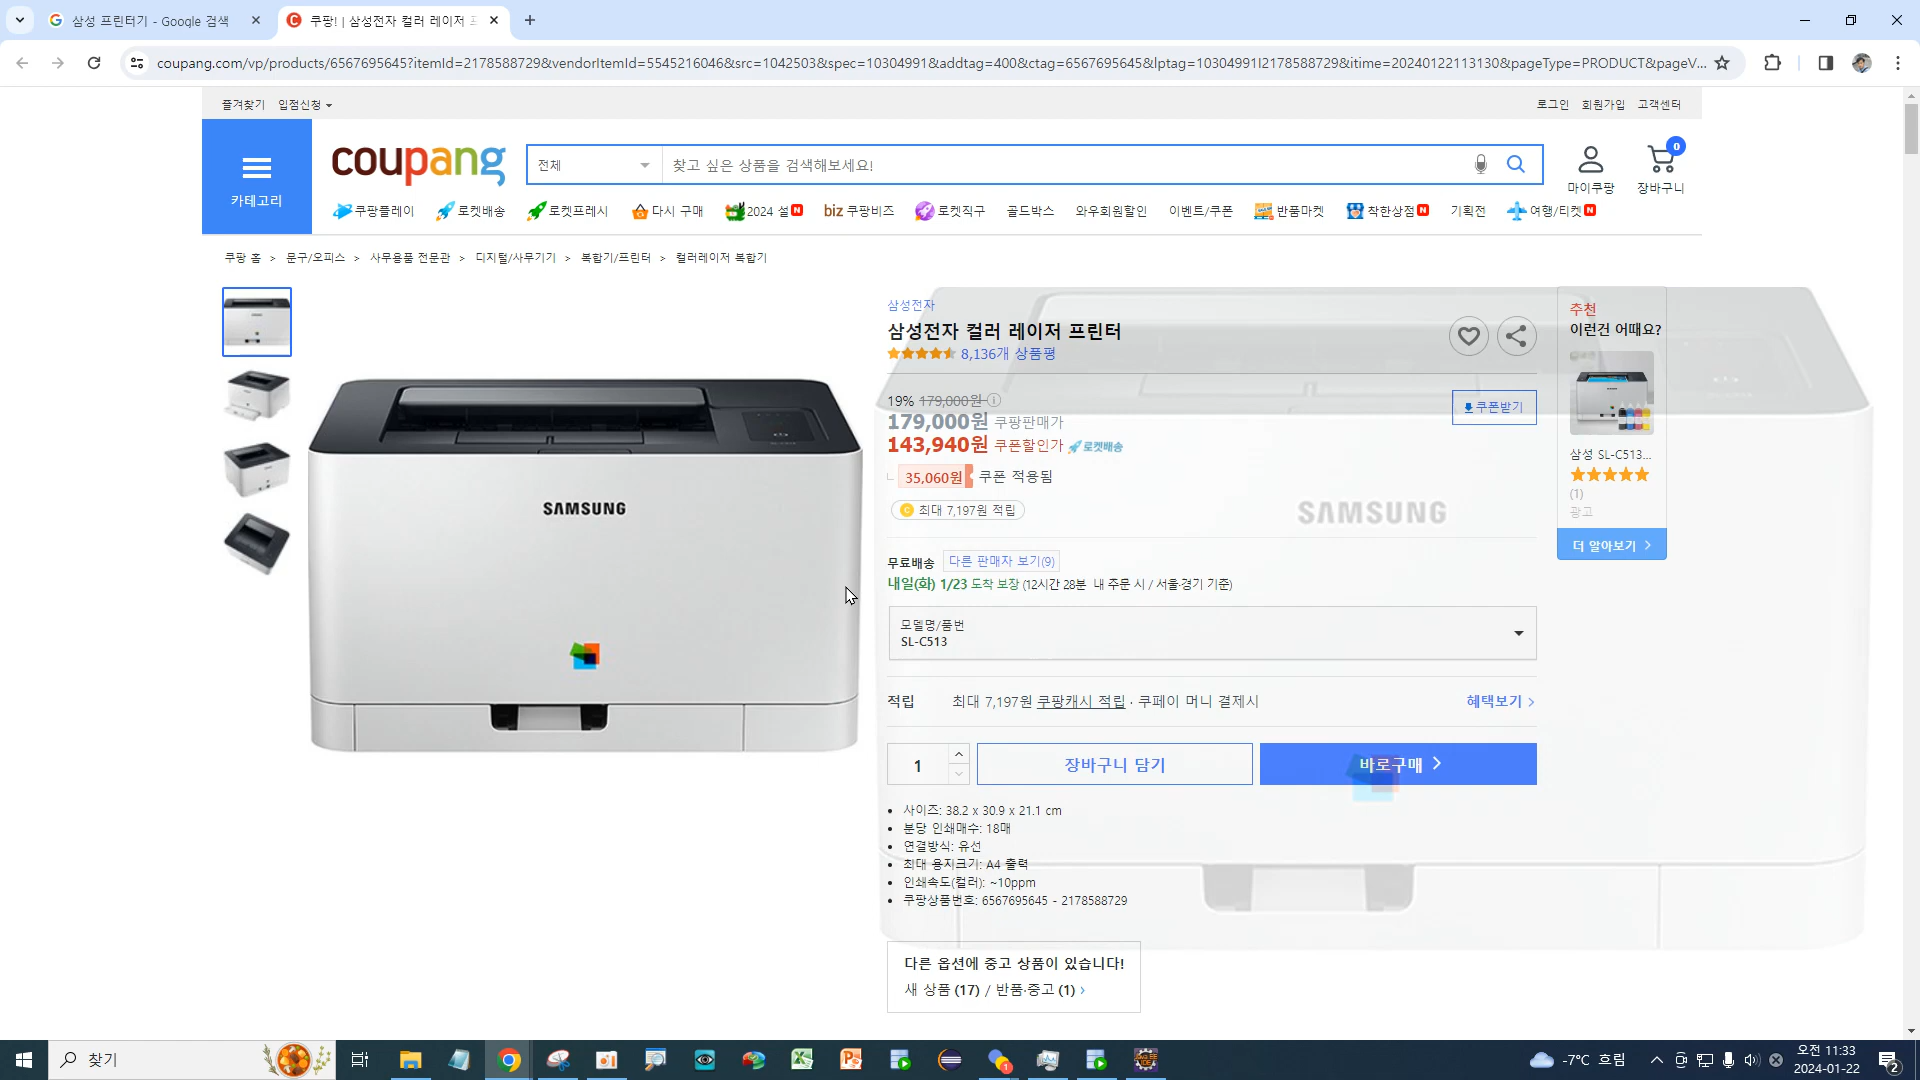 삼성 프린터기 - Google 검색
쿠팡! | 삼성전자 컬러 레이저 프
coupang.com/vp/products/6567695645?itemId=2178588729&vendorItemId=5545216046&src=1042503&spec=10304991&addtag=400&ctag=6567695645&lptag=10304991I2178588729&itime=20240122113130&pageType=PRODUCT&pageV...
즐겨찾기 입점신청
로그인 회원가입 고객센터
카테고리
coupang
전체
찾고 싶은 상품을 검색해보세요!
마이쿠팡
0
장바구니
쿠팡플레이 로켓배송 로켓프레시 다시 구매 2024 설 N biz 쿠팡비즈 로켓직구 골드박스 와우회원할인 이벤트/쿠폰 반품마켓 착한상점 N 기획전 여행/티켓 N
쿠팡 홈 > 문구/오피스 > 사무용품 전문관 > 디지털/사무기기 > 복합기/프린터 > 컬러레이저 복합기
SAMSUNG
삼성전자
삼성전자 컬러 레이저 프린터
8,136개 상품평
19% 179,000원
179,000원 쿠팡판매가
143,940원 쿠폰할인가 로켓배송
35,060원 쿠폰 적용됨
최대 7,197원 적립
쿠폰받기
SAMSUNG
무료배송 다른 판매자 보기(9)
내일(화) 1/23 도착 보장 (12시간 28분 내 주문 시 / 서울⋅경기 기준)
모델명/품번
SL-C513
적립 최대 7,197원 쿠팡캐시 적립 · 쿠페이 머니 결제시 혜택보기
1
장바구니 담기
바로구매
사이즈: 38.2 x 30.9 x 21.1 cm
분당 인쇄매수: 18매
연결방식: 유선
최대 용지크기: A4 출력
인쇄속도(컬러): ~10ppm
쿠팡상품번호: 6567695645 - 2178588729
다른 옵션에 중고 상품이 있습니다!
새 상품 (17) / 반품·중고 (1)
추천
이런건 어때요?
삼성 SL-C513...
(1)
광고
더 알아보기
찾기
-7°C 흐림
오전 11:33
2024-01-22
2